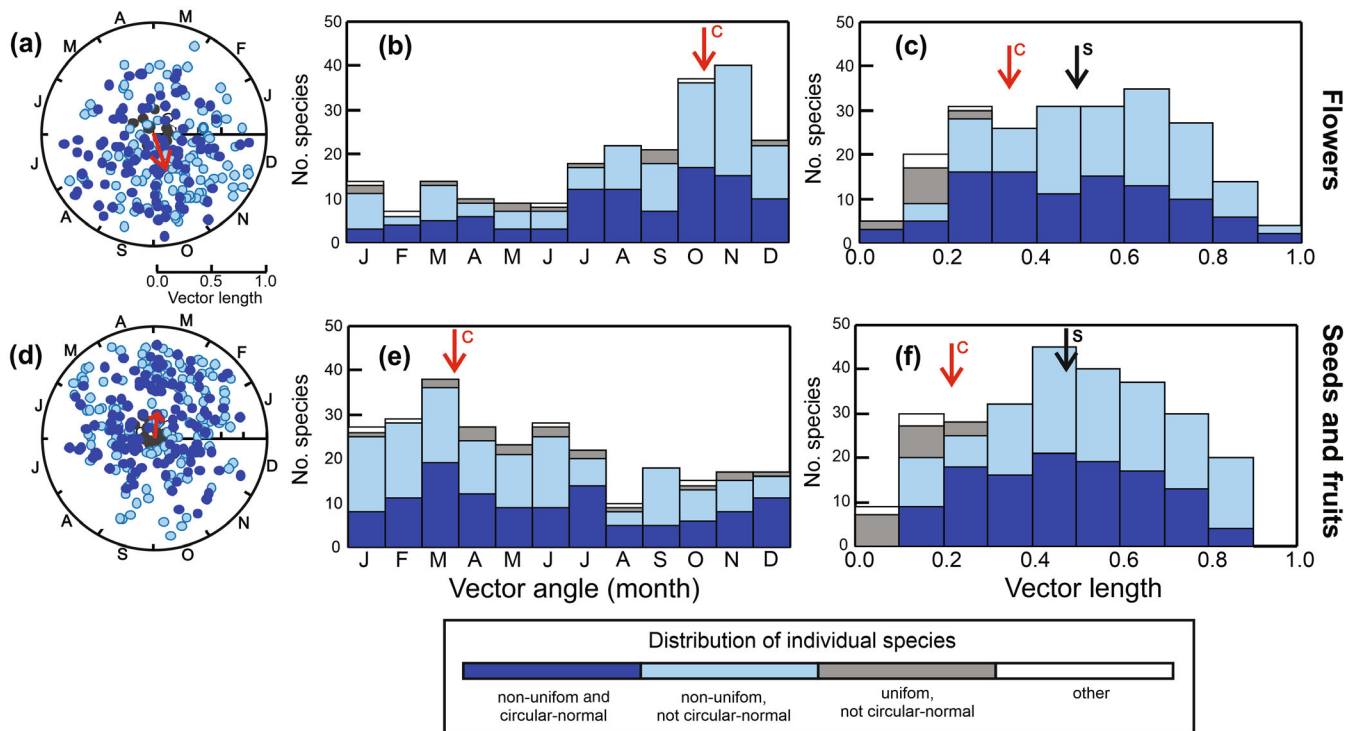 (a)
A M
M F
J J
J D
A N
S O
0.0 0.5 1.0
Vector length
(b)
C
50
40
30
20
10
0
No. species
J F M A M J J A S O N D
(c)
C S
50
40
30
20
10
0
No. species
0.0 0.2 0.4 0.6 0.8 1.0
Flowers
(d)
A M
M F
J J
J D
A N
S O
(e)
C
50
40
30
20
10
0
No. species
J F M A M J J A S O N D
Vector angle (month)
(f)
C S
50
40
30
20
10
0
No. species
0.0 0.2 0.4 0.6 0.8 1.0
Vector length
Seeds and fruits
Distribution of individual species
non-unifom and
circular-normal
non-unifom,
not circular-normal
unifom,
not circular-normal
other